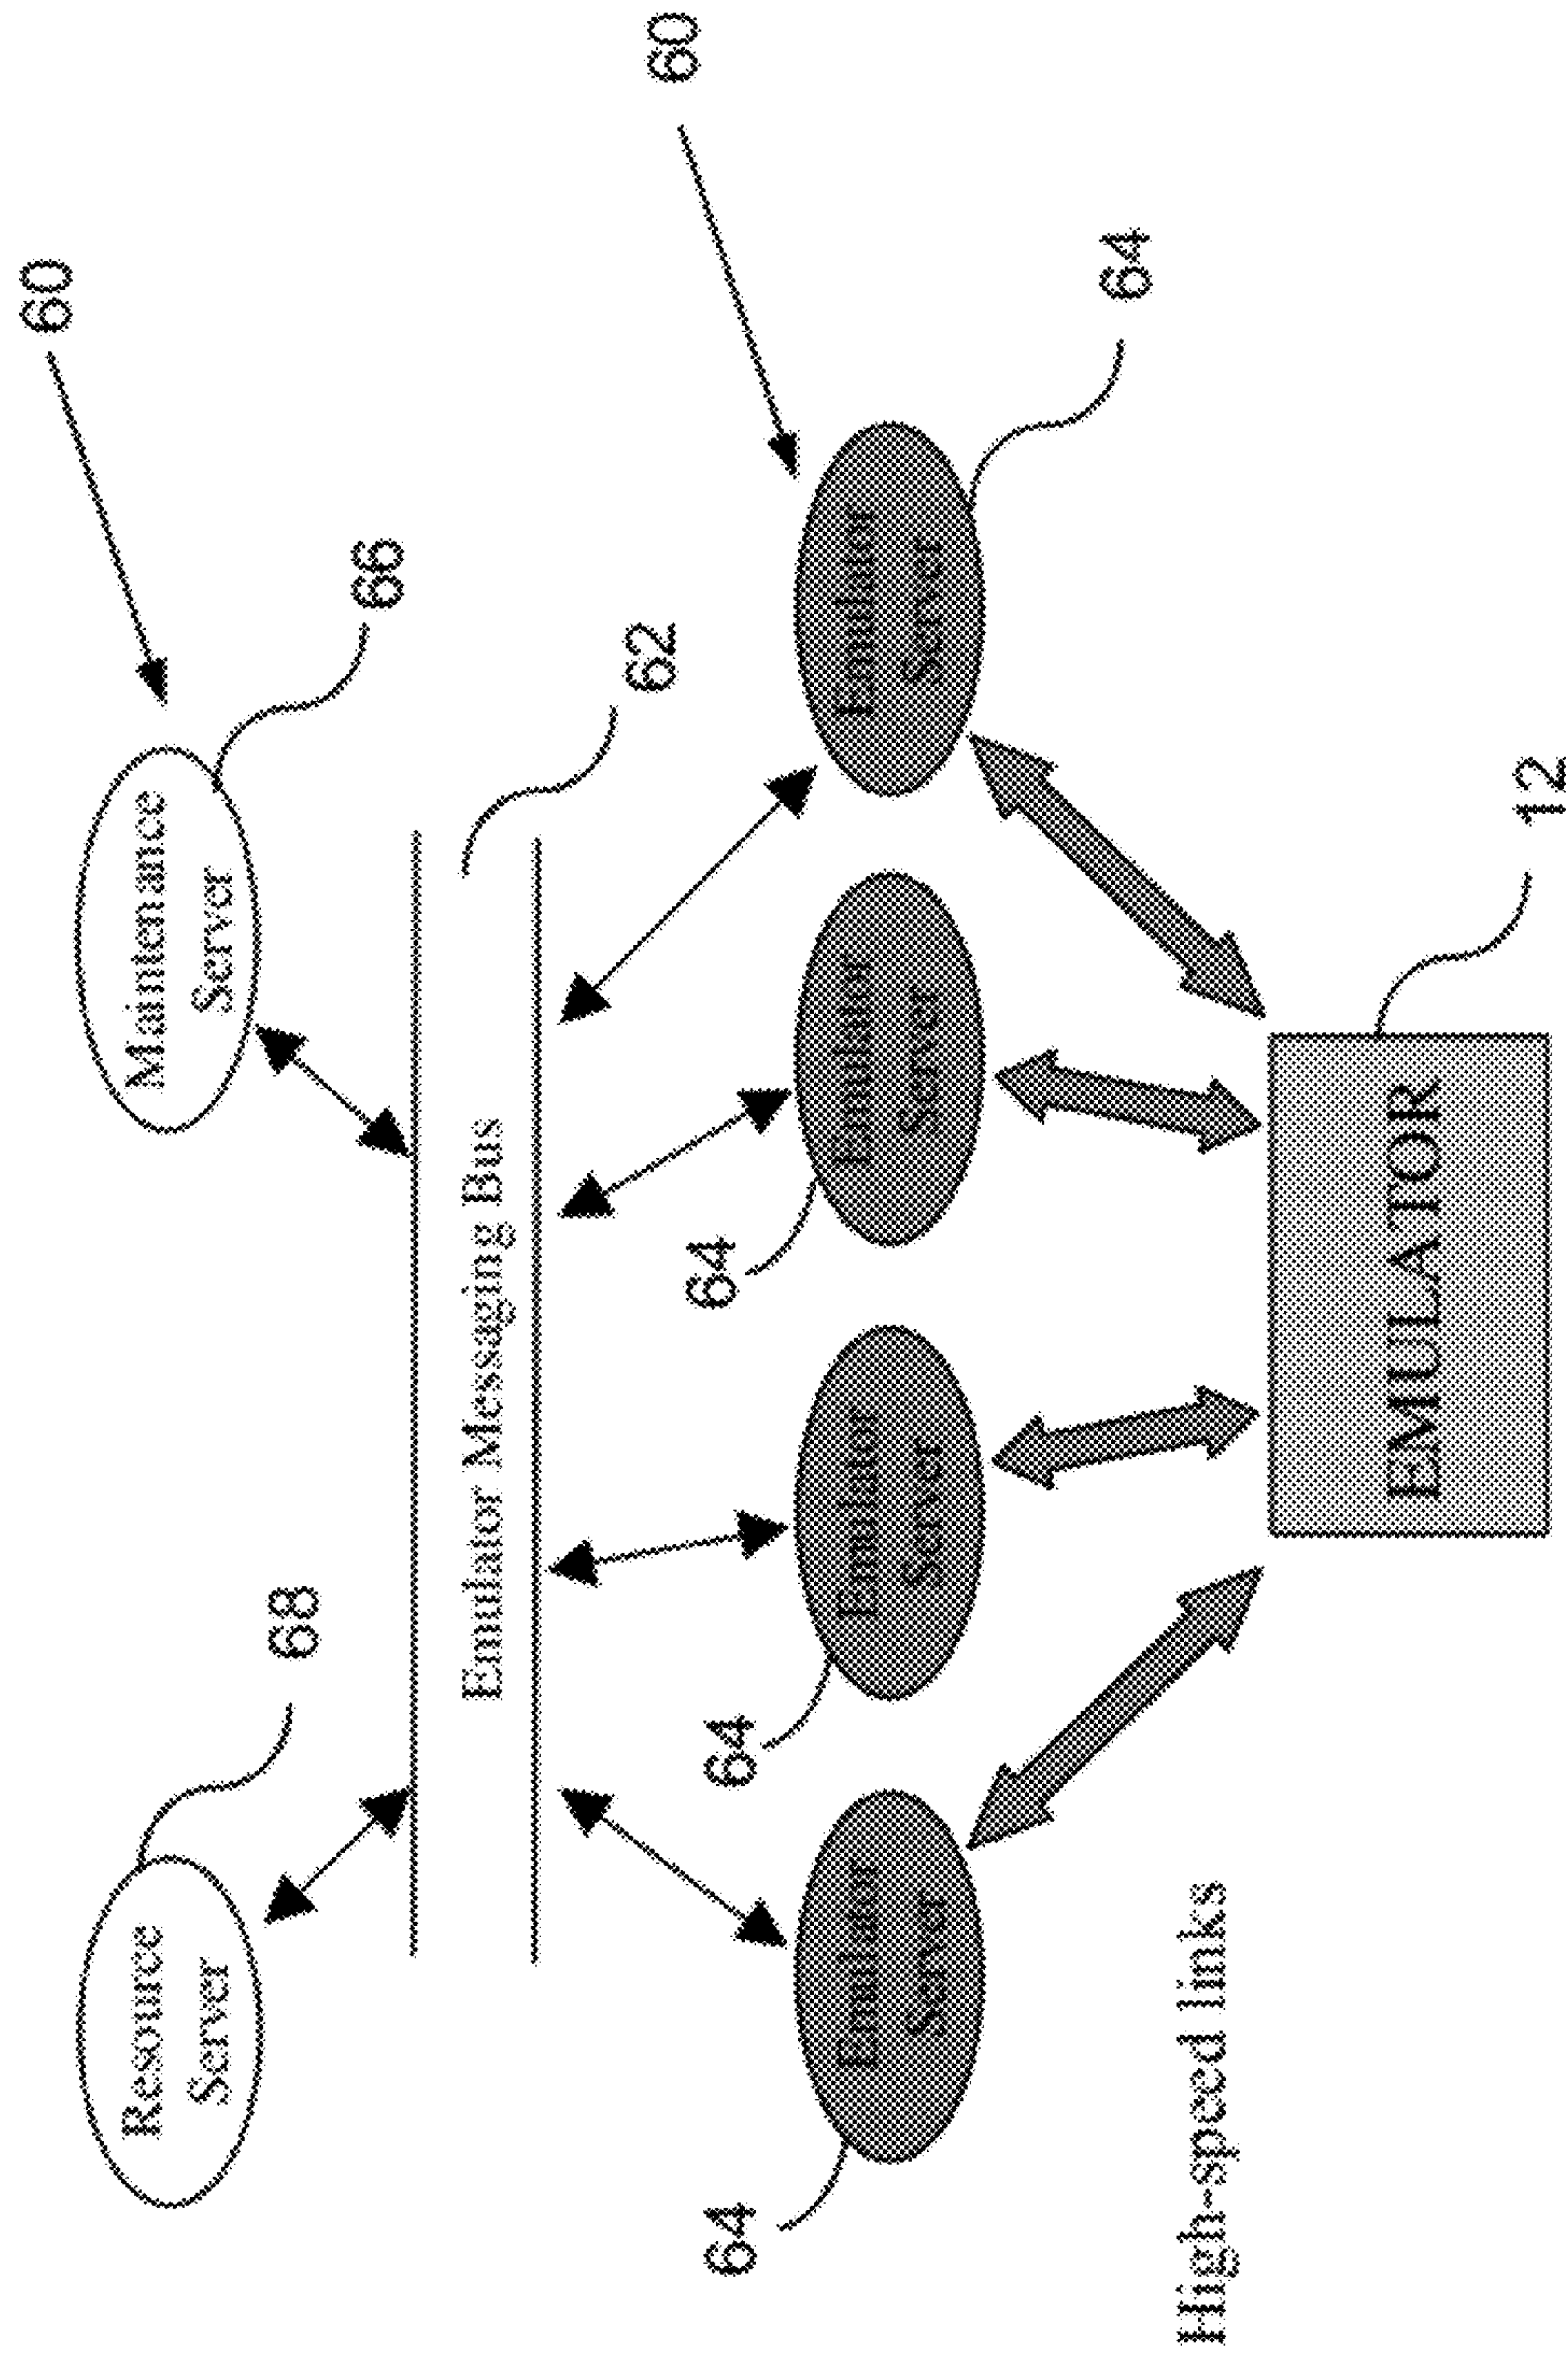 60
Resource
Server
68
Maintenance
Server
66
Emulator Messaging Bus
62
60
64
Emulator
Server
64
Emulator
Server
64
Emulator
Server
Emulator
Server
64
High-speed links
EMULATOR
12